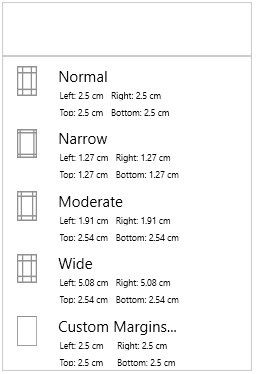 Normal
Left: 2.5 cm Right: 2.5 cm
Top: 2.5 cm Bottom: 2.5 cm
Narrow
Left: 1.27 cm Right: 1.27 cm
Top: 1.27 cm Bottom: 1.27 cm
Moderate
Left: 1.91 cm Right: 1.91 cm
Top: 2.54 cm Bottom: 2.54 cm
Wide
Left: 5.08 cm Right: 5.08 cm
Top: 2.54 cm Bottom: 2.54 cm
Custom Margins...
Left: 2.5 cm Right: 2.5 cm
Top: 2.5 cm Bottom: 2.5 cm